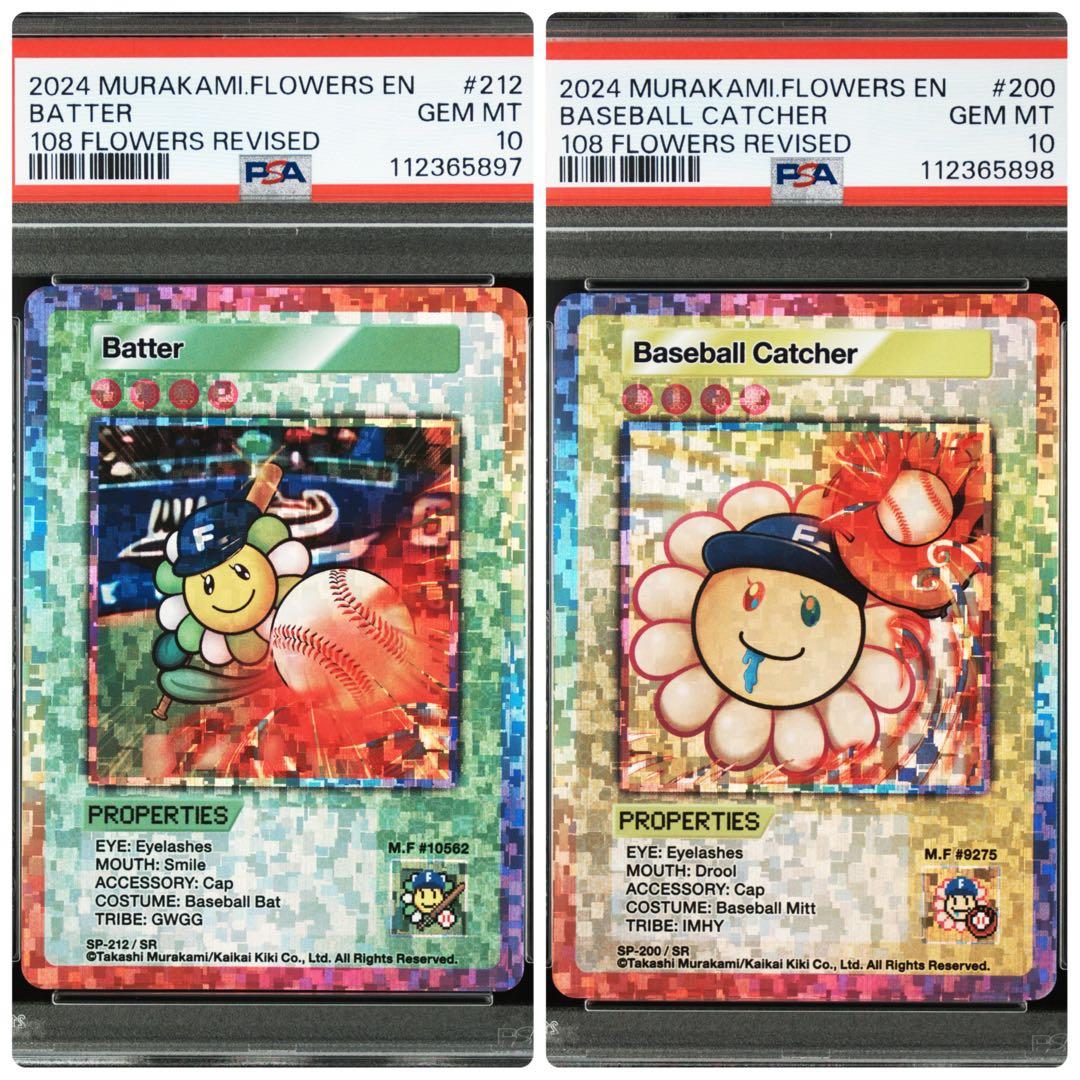 2024 MURAKAMI.FLOWERS EN #212
BATTER GEM MT
108 FLOWERS REVISED 10
PSA 112365897
Batter
F
PROPERTIES
EYE: Eyelashes
MOUTH: Smile
ACCESSORY: Cap
COSTUME: Baseball Bat
TRIBE: GWGG
M.F #10562
F
SP-212 / SR
©Takashi Murakami/Kaikai Kiki Co., Ltd. All Rights Reserved.
2024 MURAKAMI.FLOWERS EN #200
BASEBALL CATCHER GEM MT
108 FLOWERS REVISED 10
PSA 112365898
Baseball Catcher
F
PROPERTIES
EYE: Eyelashes
MOUTH: Drool
ACCESSORY: Cap
COSTUME: Baseball Mitt
TRIBE: IMHY
M.F #9275
F
SP-200 / SR
©Takashi Murakami/Kaikai Kiki Co., Ltd. All Rights Reserved.